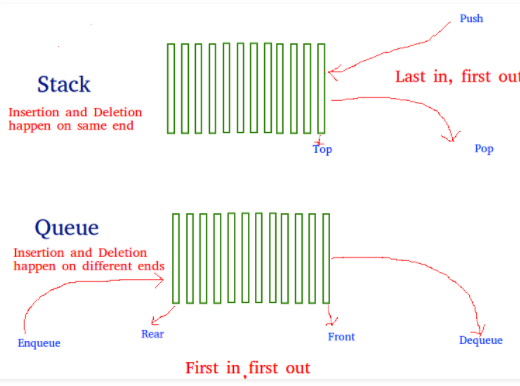 Push
Stack
Last in, first out
Insertion and Deletion
happen on same end
Top
Pop
Queue
Insertion and Deletion
happen on different ends
Enqueue
Rear
Front
Dequeue
First in, first out